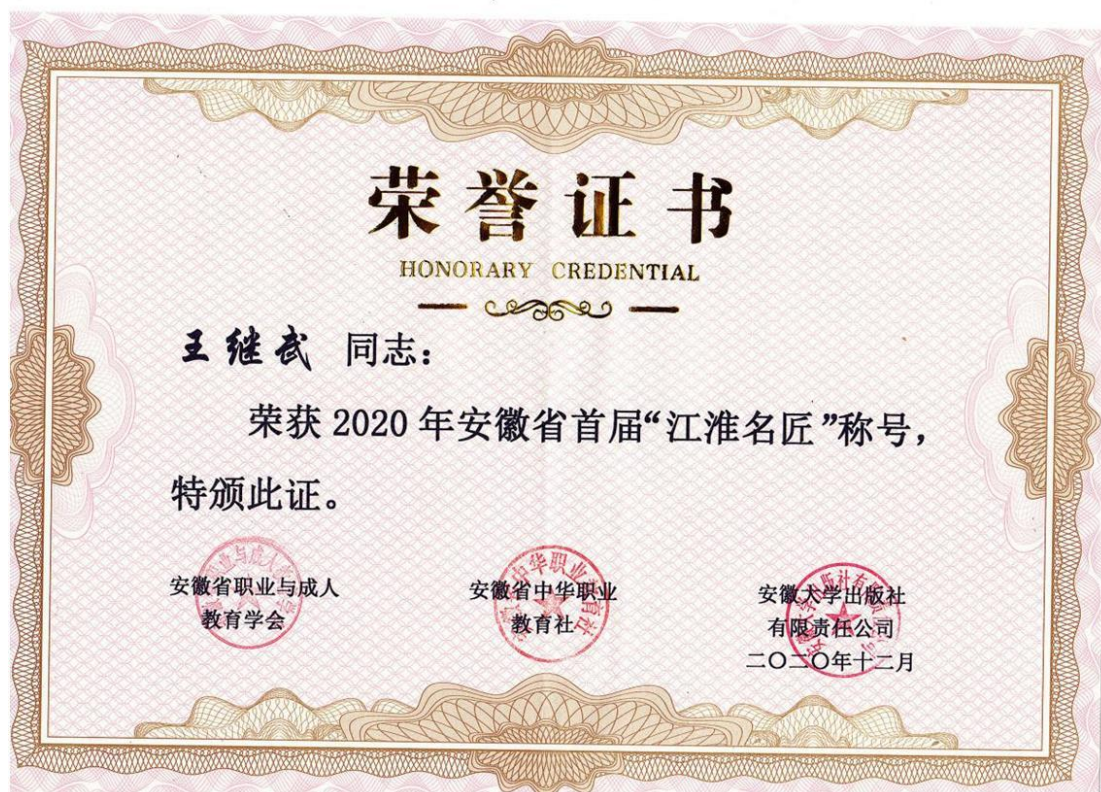 荣誉证书
HONORARY CREDENTIAL
王继武 同志：
荣获 2020 年安徽省首届“江淮名匠”称号，
特颁此证。
安徽省职业与成人
教育学会
安徽省中华职业
教育社
安徽大学出版社
有限责任公司
二〇二〇年十二月